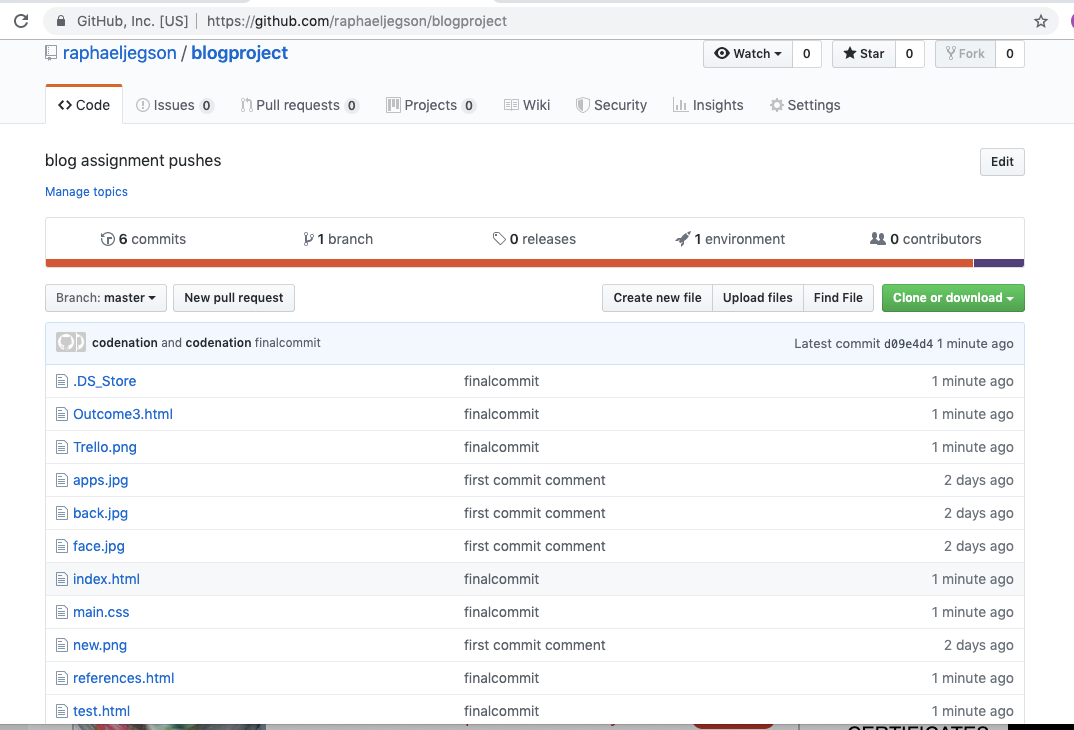 GitHub, Inc. [US] | https://github.com/raphaeljegson/blogproject
raphaeljegson / blogproject Watch 0 Star 0 Fork 0
<> Code Issues 0 Pull requests 0 Projects 0 Wiki Security Insights Settings
blog assignment pushes Edit
Manage topics
6 commits 1 branch 0 releases 1 environment 0 contributors
Branch: master New pull request Create new file Upload files Find File Clone or download
codenation and codenation finalcommit Latest commit d09e4d4 1 minute ago
.DS_Store finalcommit 1 minute ago
Outcome3.html finalcommit 1 minute ago
Trello.png finalcommit 1 minute ago
apps.jpg first commit comment 2 days ago
back.jpg first commit comment 2 days ago
face.jpg first commit comment 2 days ago
index.html finalcommit 1 minute ago
main.css finalcommit 1 minute ago
new.png first commit comment 2 days ago
references.html finalcommit 1 minute ago
test.html finalcommit 1 minute ago
CERTIFICATES